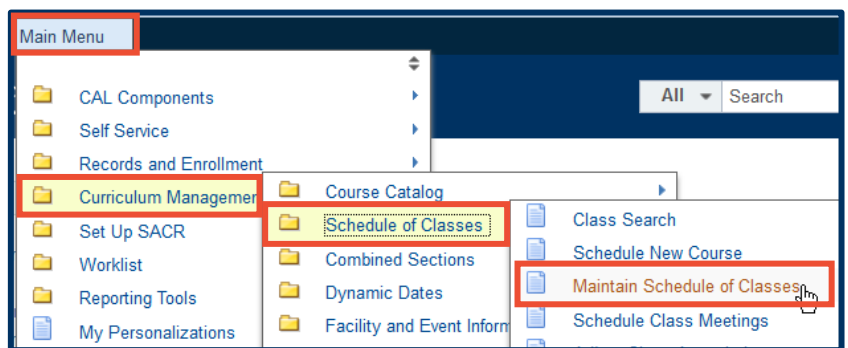 Main Menu
All
Search
CAL Components
Self Service
Records and Enrollment
Curriculum Managemen
Set Up SACR
Worklist
Reporting Tools
My Personalizations
Course Catalog
Schedule of Classes
Combined Sections
Dynamic Dates
Facility and Event Inform
Class Search
Schedule New Course
Maintain Schedule of Classes
Schedule Class Meetings